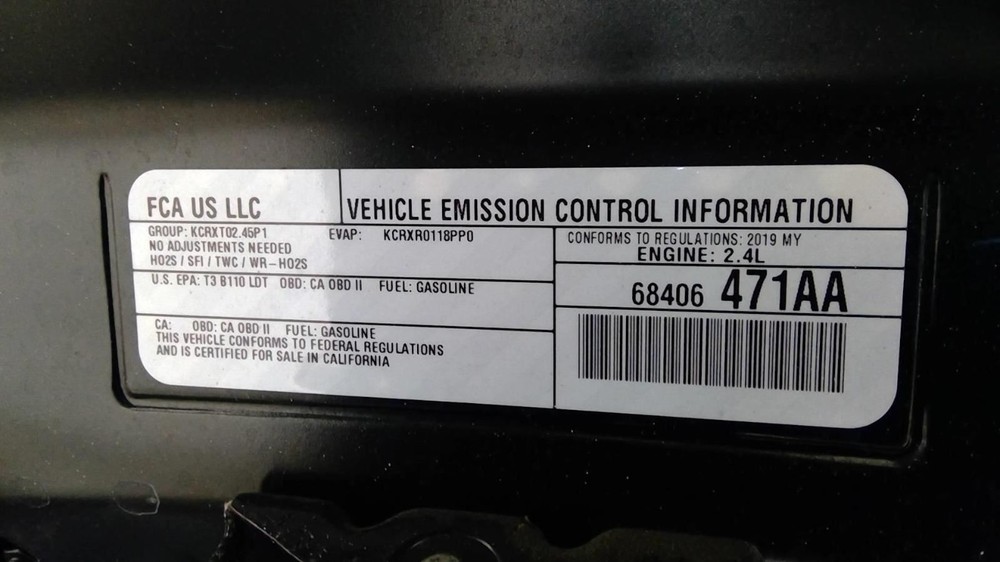 FCA US LLC
VEHICLE EMISSION CONTROL INFORMATION
GROUP: KCRXT02.45P1 EVAP: KCRXR0118PP0
NO ADJUSTMENTS NEEDED
HO2S / SFI / TWC / WR-HO2S
CONFORMS TO REGULATIONS: 2019 MY
ENGINE: 2.4L
U.S. EPA: T3 B110 LDT OBD: CA OBD II FUEL: GASOLINE
68406 471AA
CA: OBD: CA OBD II FUEL: GASOLINE
THIS VEHICLE CONFORMS TO FEDERAL REGULATIONS
AND IS CERTIFIED FOR SALE IN CALIFORNIA